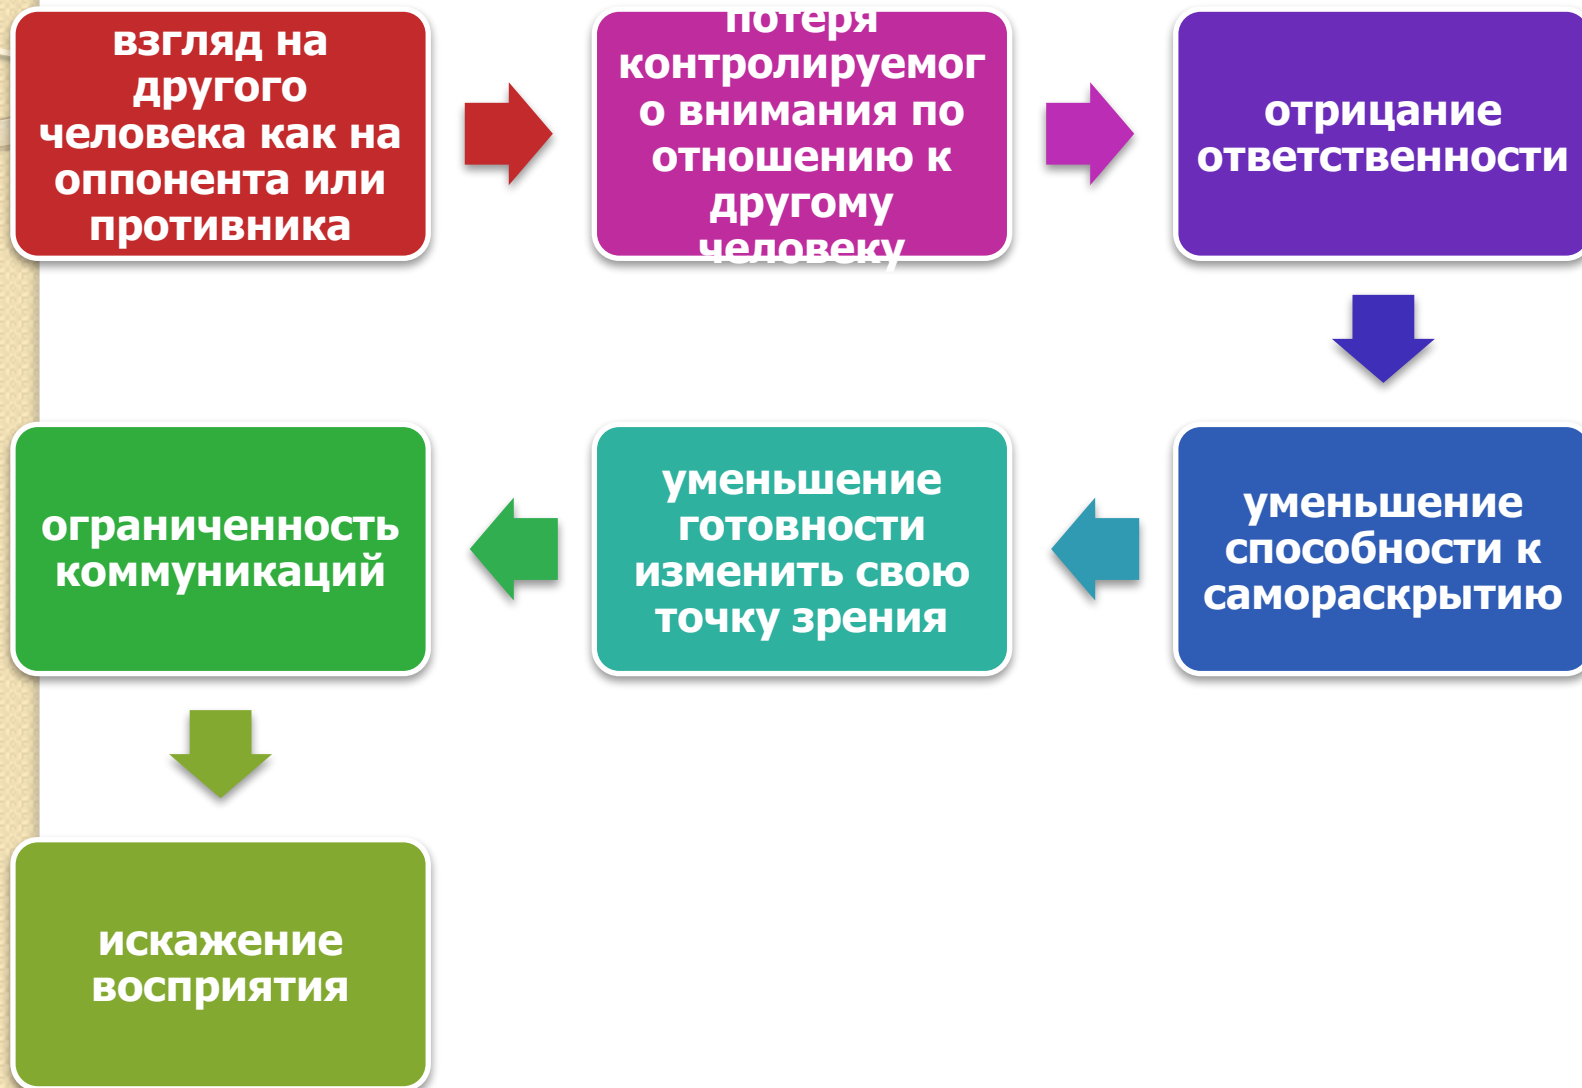 взгляд на
другого
человека как на
оппонента или
противника
потеря
контролируемог
о внимания по
отношению к
другому
человеку
отрицание
ответственности
уменьшение
способности к
самораскрытию
уменьшение
готовности
изменить свою
точку зрения
ограниченность
коммуникаций
искажение
восприятия